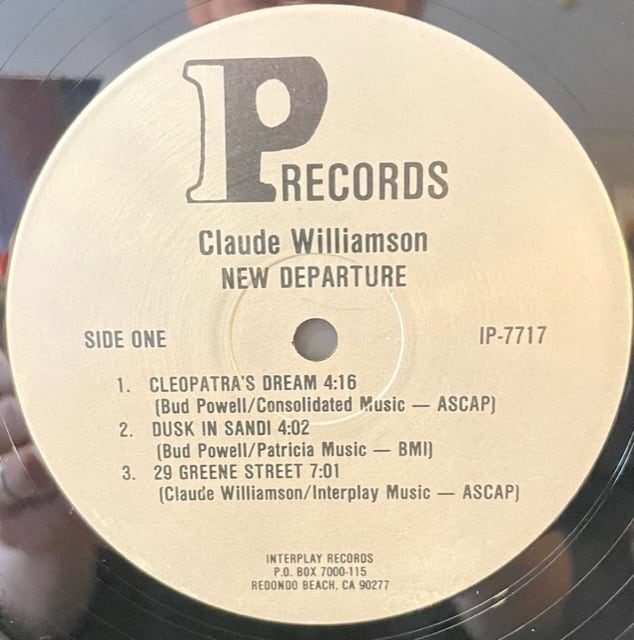 IP RECORDS
Claude Williamson
NEW DEPARTURE
SIDE ONE
IP-7717
1. CLEOPATRA'S DREAM 4:16
(Bud Powell/Consolidated Music — ASCAP)
2. DUSK IN SANDI 4:02
(Bud Powell/Patricia Music — BMI)
3. 29 GREENE STREET 7:01
(Claude Williamson/Interplay Music — ASCAP)
INTERPLAY RECORDS
P.O. BOX 7000-115
REDONDO BEACH, CA 90277